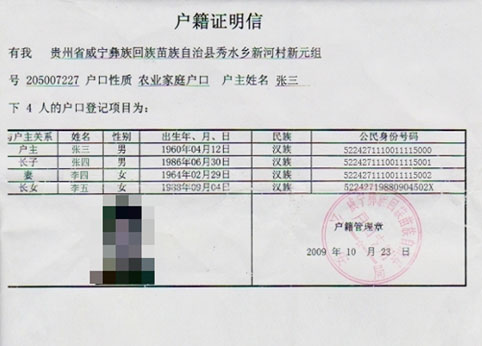 户籍证明信
有我 贵州省威宁彝族回族苗族自治县秀水乡新河村新元组
号 205007227 户口性质 农业家庭户口 户主姓名 张三
下 4 人的户口登记项目为：
与户主关系 姓名 性别 出生年、月、日 民族 公民身份号码
户主 张三 男 1960年04月12日 汉族 5224271110011115000
长子 张四 男 1986年06月30日 汉族 5224271110011115001
妻 李四 女 1964年02月29日 汉族 5224271110011115002
长女 李五 女 1988年09月04日 汉族 52242719880904502X
户籍管理章
2009 年 10 月 23 日